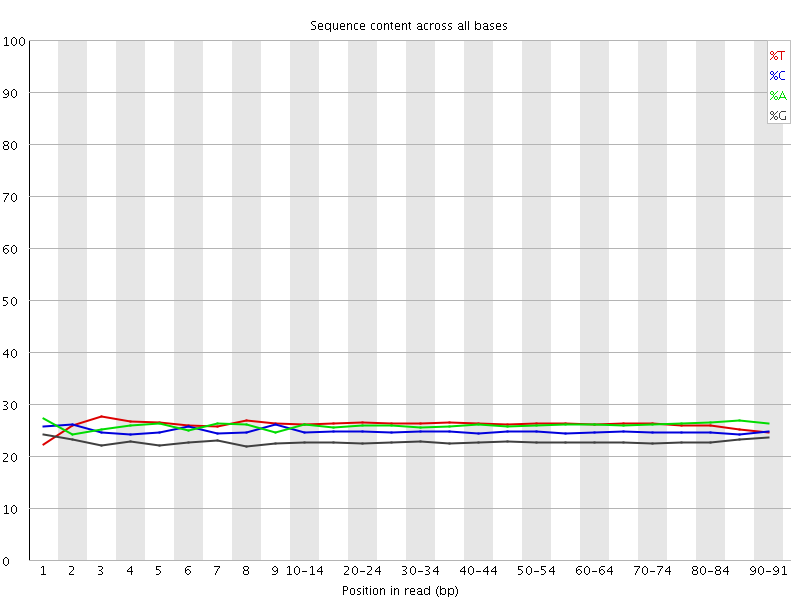 Sequence content across all bases
100
90
80
70
60
50
40
30
20
10
0
%T
%C
%A
%G
1 2 3 4 5 6 7 8 9 10-14 20-24 30-34 40-44 50-54 60-64 70-74 80-84 90-91
Position in read (bp)